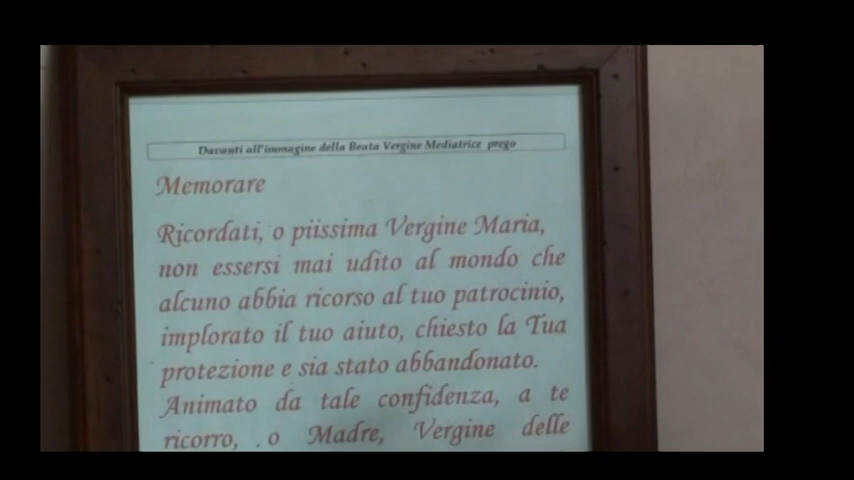 Davanti all'immagine della Beata Vergine Mediatrice prego
Memorare
Ricordati, o piissima Vergine Maria,
non essersi mai udito al mondo che
alcuno abbia ricorso al tuo patrocinio,
implorato il tuo aiuto, chiesto la Tua
protezione e sia stato abbandonato.
Animato da tale confidenza, a te
ricorro, o Madre, Vergine delle